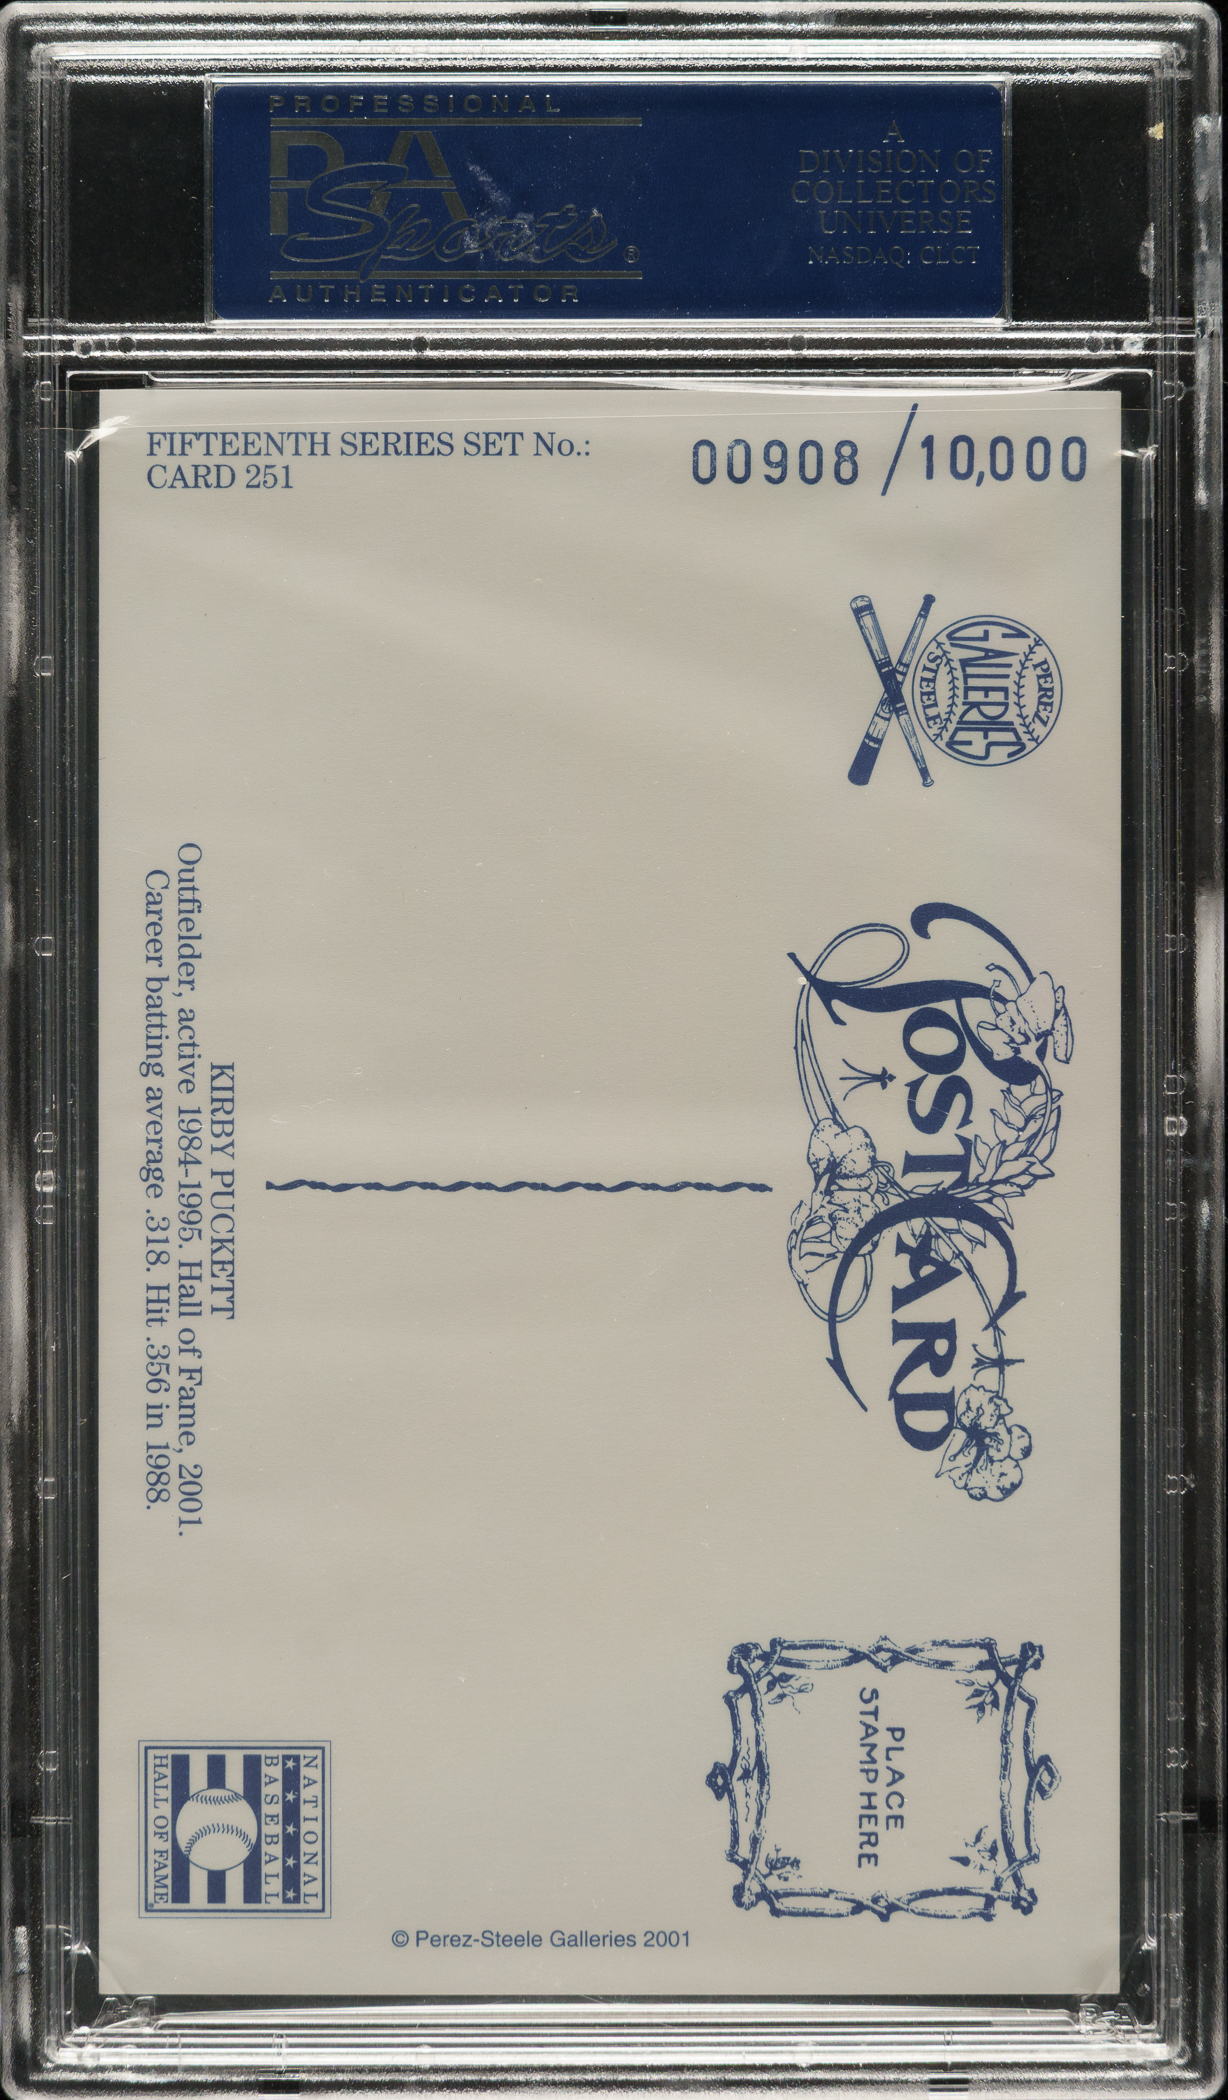 PROFESSIONAL
PSA
Sports®
AUTHENTICATOR
A
DIVISION OF
COLLECTORS
UNIVERSE
NASDAQ: CLCT
FIFTEENTH SERIES SET No.:
CARD 251
00908 / 10,000
PEREZ
GALLERIES
STEELE
POST CARD
PLACE
STAMP HERE
KIRBY PUCKETT
Outfielder, active 1984-1995. Hall of Fame, 2001.
Career batting average .318. Hit .356 in 1988.
NATIONAL
BASEBALL
HALL OF FAME
© Perez-Steele Galleries 2001
PSA